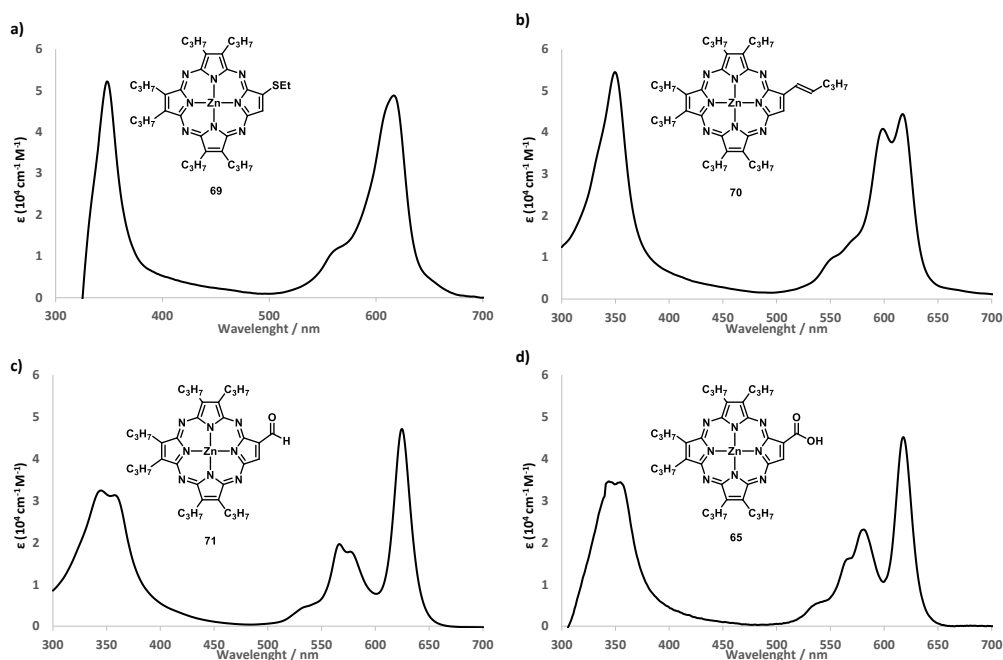 a)
ε (10⁴ cm⁻¹ M⁻¹)
6
5
4
3
2
1
0
300 400 500 600 700
Wavelenght / nm
C₃H₇ C₃H₇
N N
C₃H₇ N SEt
N Zn N
C₃H₇ N
N N
C₃H₇ C₃H₇
69
b)
ε (10⁴ cm⁻¹ M⁻¹)
6
5
4
3
2
1
0
300 350 400 450 500 550 600 650 700
Wavelenght / nm
C₃H₇ C₃H₇
N N
C₃H₇ N C₃H₇
N Zn N
C₃H₇ N
N N
C₃H₇ C₃H₇
70
c)
ε (10⁴ cm⁻¹ M⁻¹)
6
5
4
3
2
1
0
300 350 400 450 500 550 600 650 700
Wavelenght / nm
C₃H₇ C₃H₇
N N O
C₃H₇ N H
N Zn N
C₃H₇ N
N N
C₃H₇ C₃H₇
71
d)
ε (10⁴ cm⁻¹ M⁻¹)
6
5
4
3
2
1
0
300 350 400 450 500 550 600 650 700
Wavelenght / nm
C₃H₇ C₃H₇
N N O
C₃H₇ N OH
N Zn N
C₃H₇ N
N N
C₃H₇ C₃H₇
65